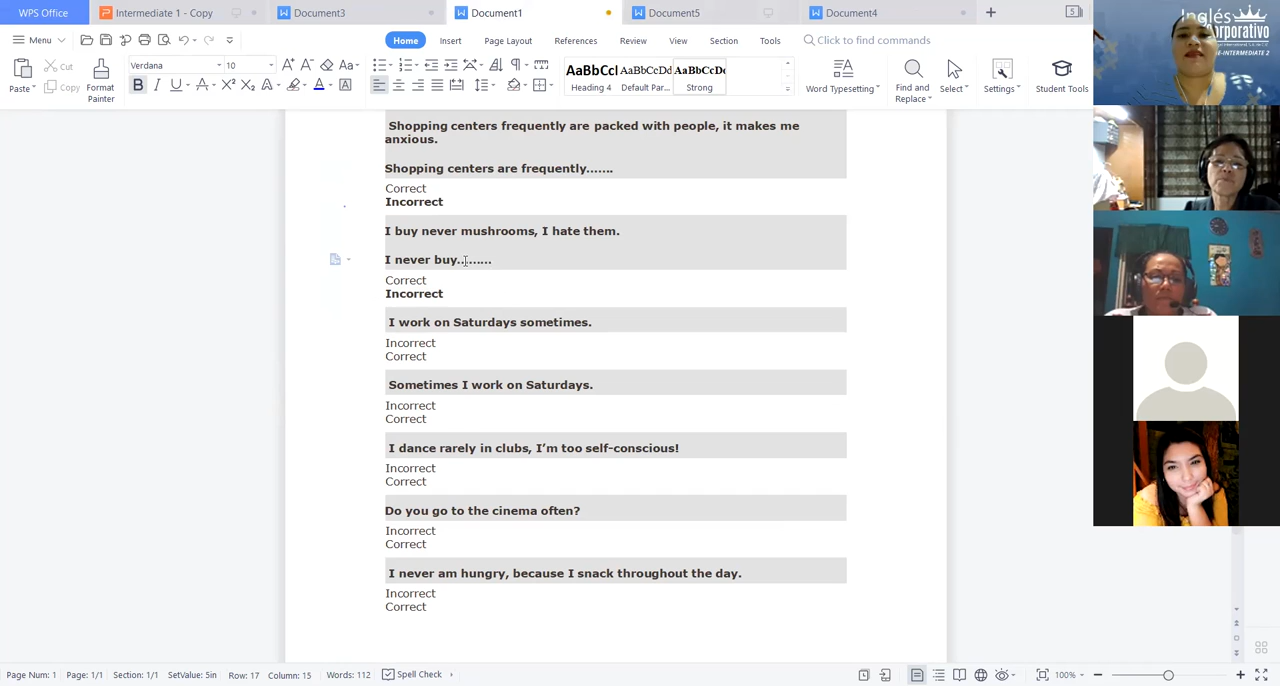 WPS Office
Intermediate 1 - Copy
Document3
Document1
Document5
Document4
Menu
Home
Insert
Page Layout
References
Review
View
Section
Tools
Click to find commands
Paste
Cut
Copy
Format
Painter
Verdana
10
AaBbCcI
Heading 4
AaBbCcDd
Default Par...
AaBbCcDc
Strong
Word Typesetting
Find and
Replace
Select
Settings
Student Tools
Shopping centers frequently are packed with people, it makes me
anxious.
Shopping centers are frequently.......
Correct
Incorrect
I buy never mushrooms, I hate them.
I never buy........
Correct
Incorrect
I work on Saturdays sometimes.
Incorrect
Correct
Sometimes I work on Saturdays.
Incorrect
Correct
I dance rarely in clubs, I’m too self-conscious!
Incorrect
Correct
Do you go to the cinema often?
Incorrect
Correct
I never am hungry, because I snack throughout the day.
Incorrect
Correct
Page Num: 1
Page: 1/1
Section: 1/1
SetValue: 5in
Row: 17
Column: 15
Words: 112
Spell Check
100%
Inglés
Corporativo
E-INTERMEDIATE 2